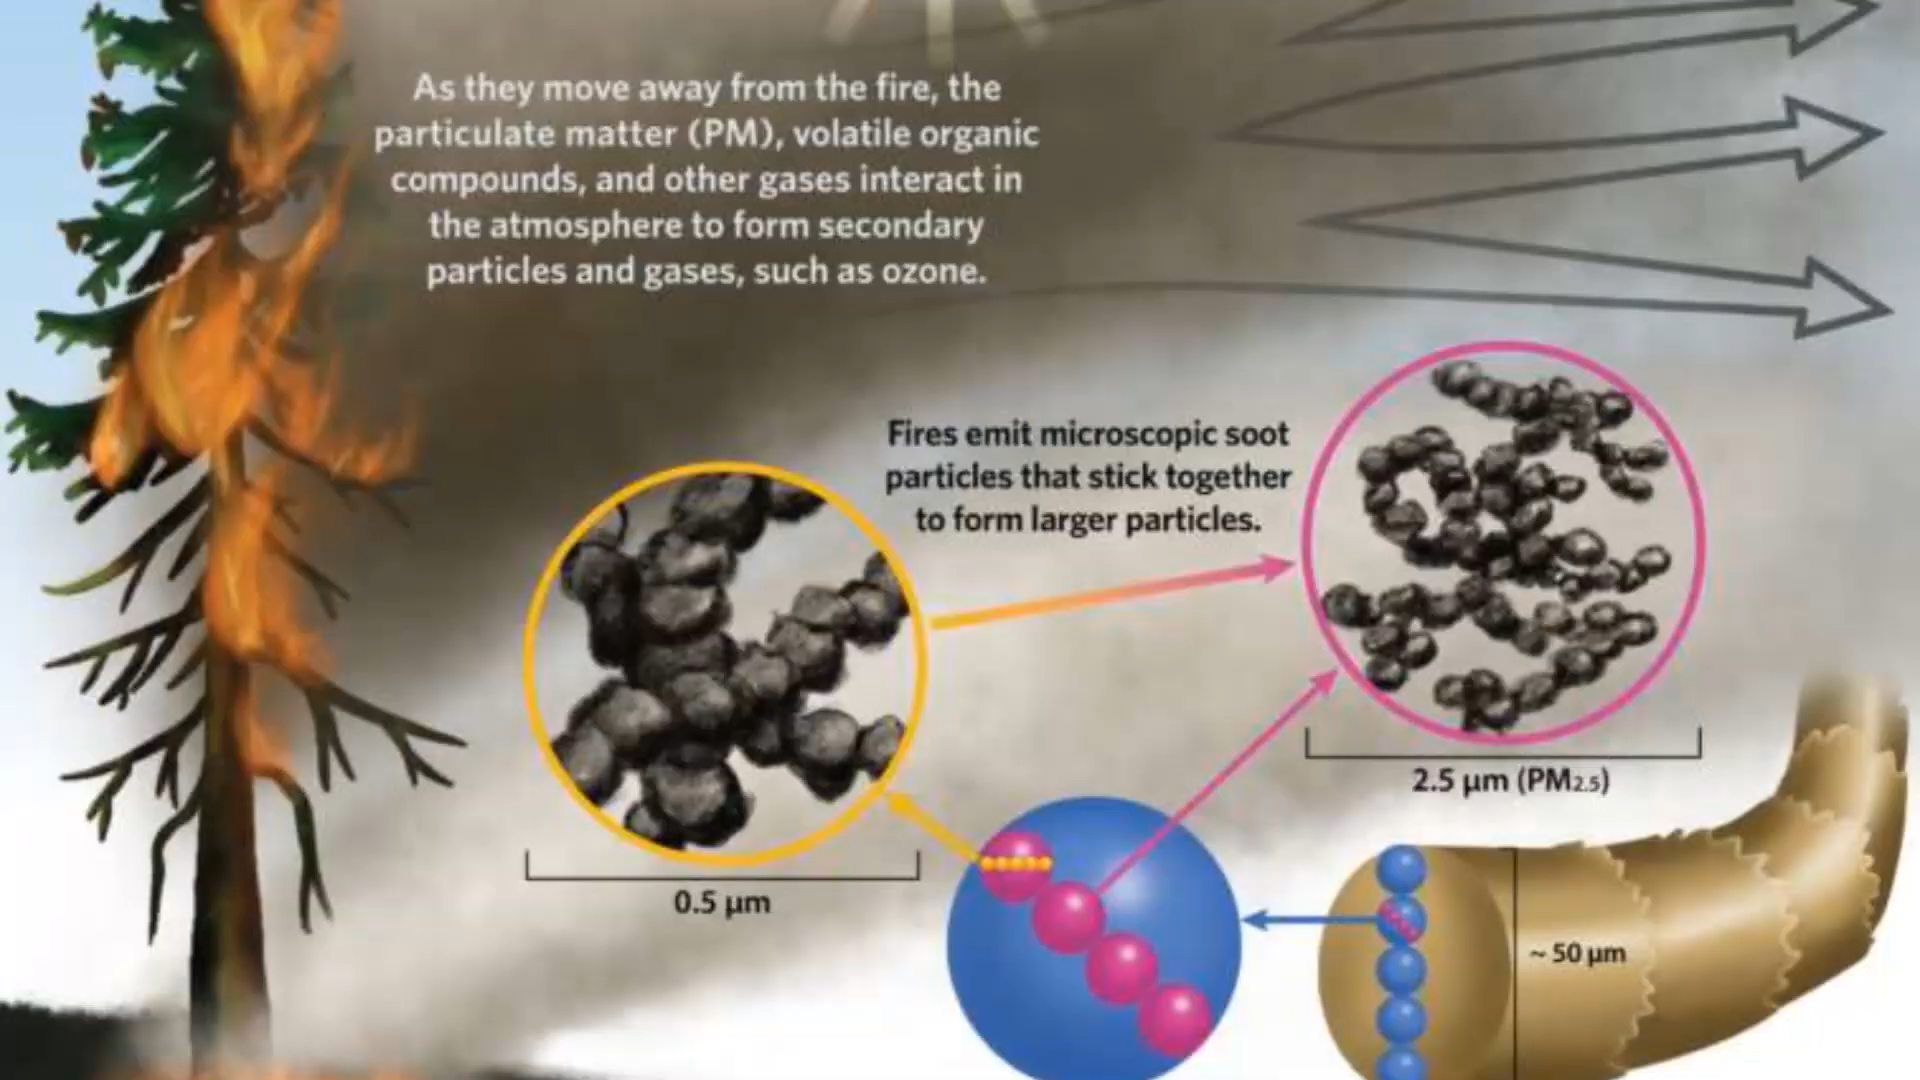 As they move away from the fire, the
particulate matter (PM), volatile organic
compounds, and other gases interact in
the atmosphere to form secondary
particles and gases, such as ozone.
Fires emit microscopic soot
particles that stick together
to form larger particles.
2.5 µm (PM2.5)
0.5 µm
~ 50 µm